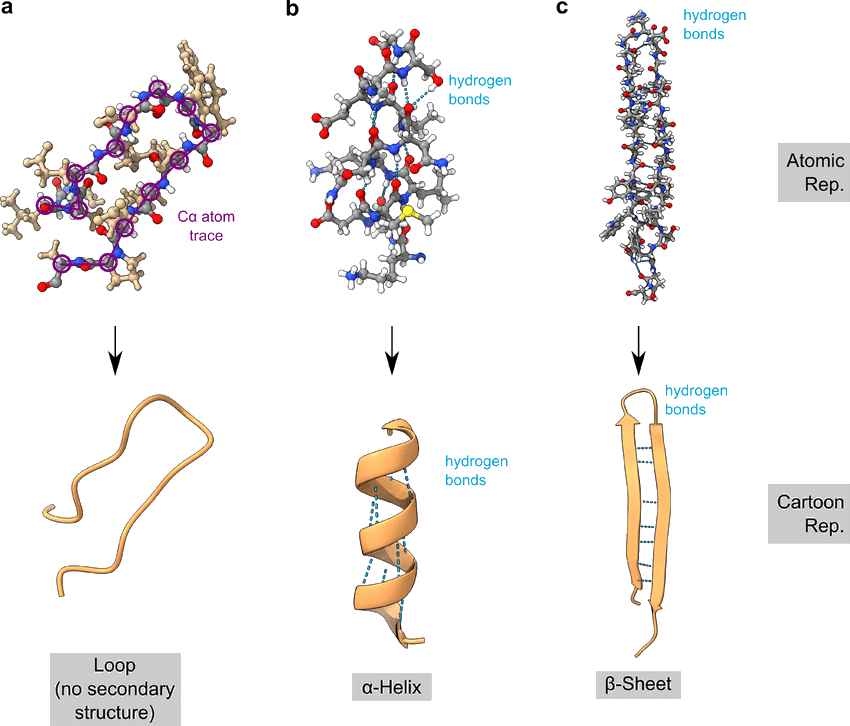 a
b
c
hydrogen
bonds
hydrogen
bonds
Cα atom
trace
Atomic
Rep.
hydrogen
bonds
hydrogen
bonds
Cartoon
Rep.
Loop
(no secondary
structure)
α-Helix
β-Sheet